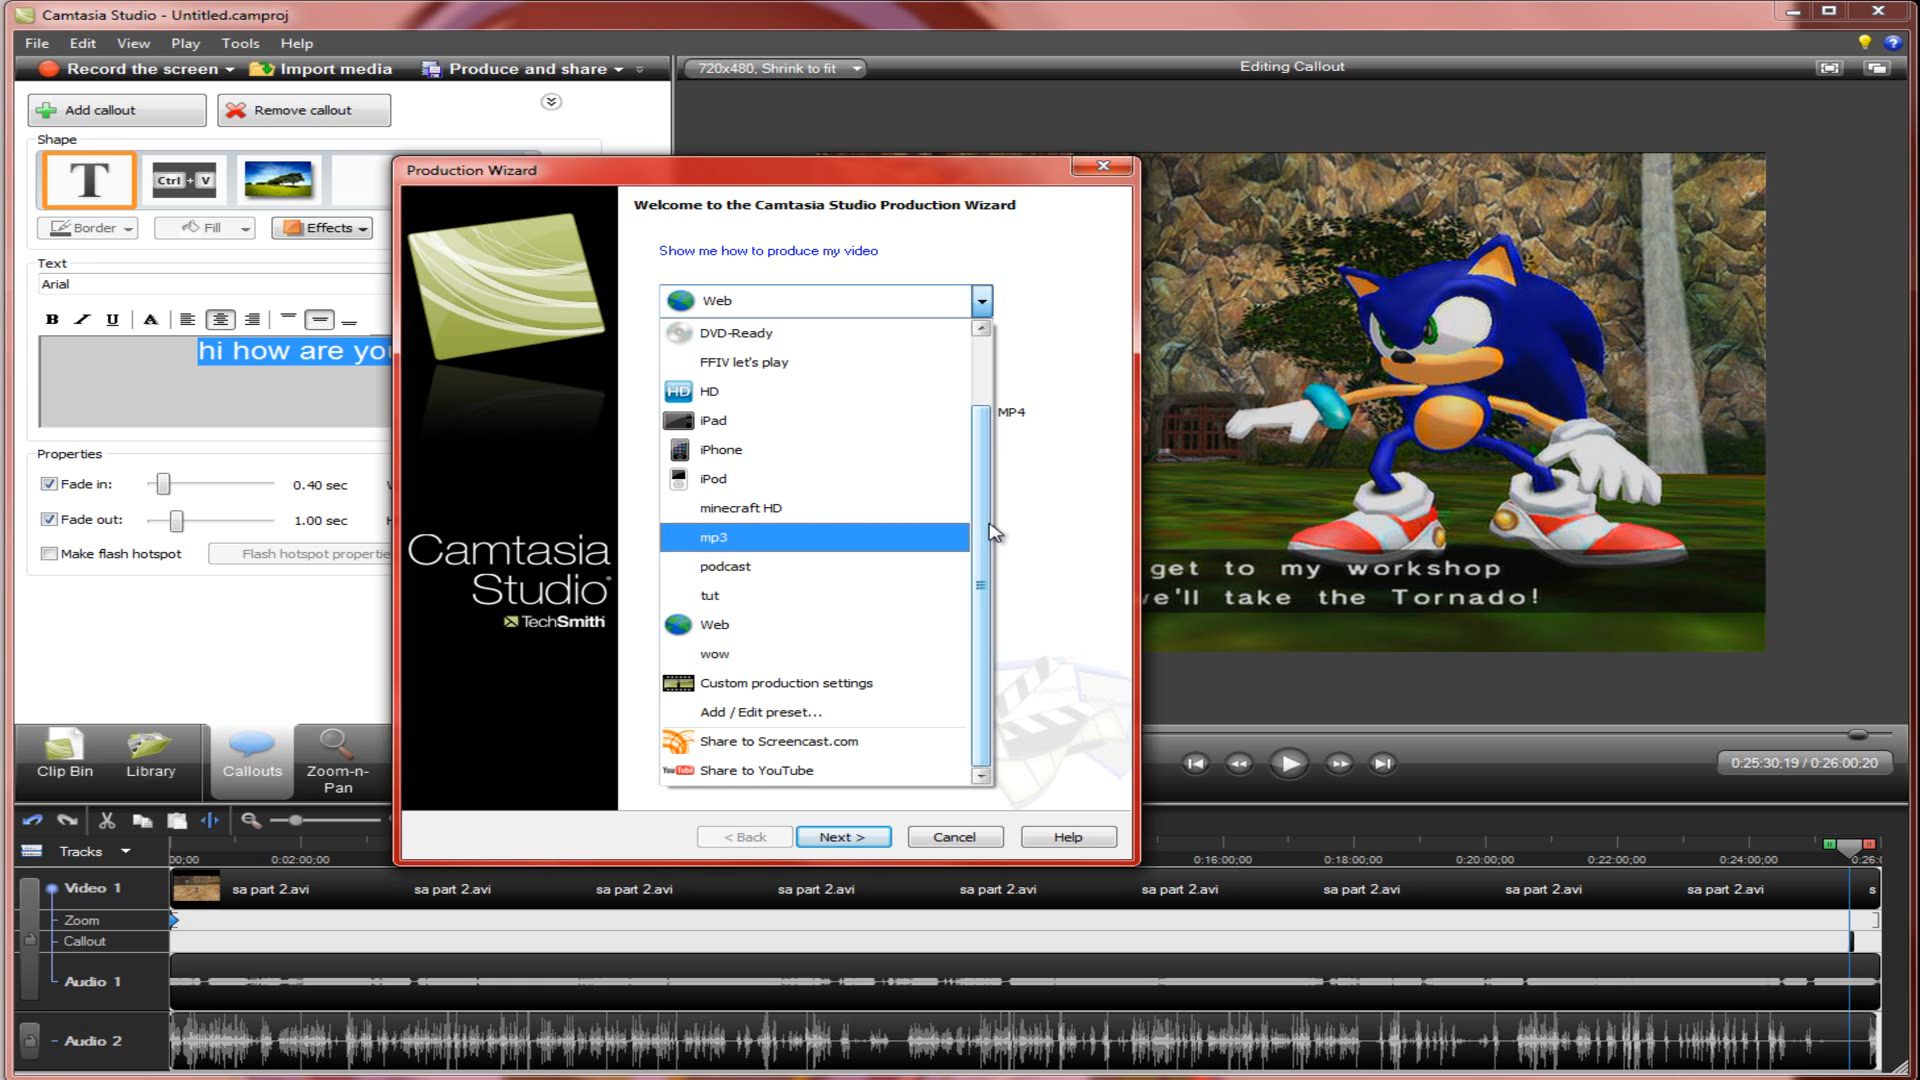 Camtasia Studio - Untitled.camproj
File Edit View Play Tools Help
Record the screen Import media Produce and share
720x480, Shrink to fit
Editing Callout
Add callout
Remove callout
Shape
T
Ctrl + V
Border
Fill
Effects
Text
Arial
B U A
hi how are yo
Properties
Fade in: 0.40 sec
Fade out: 1.00 sec
Make flash hotspot
Flash hotspot propertie
Production Wizard
Camtasia
Studio
TechSmith
Welcome to the Camtasia Studio Production Wizard
Show me how to produce my video
Web
DVD-Ready
FFIV let's play
HD HD
iPad
MP4
iPhone
iPod
minecraft HD
mp3
podcast
tut
Web
wow
Custom production settings
Add / Edit preset...
Share to Screencast.com
YouTube Share to YouTube
< Back
Next >
Cancel
Help
get to my workshop
we'll take the Tornado!
Clip Bin
Library
Callouts
Zoom-n-
Pan
0:25:30;19 / 0:26:00;20
Tracks
00;00 0:02:00;00 0:16:00;00 0:18:00;00 0:20:00;00 0:22:00;00 0:24:00;00 0:26:0
Video 1
sa part 2.avi sa part 2.avi sa part 2.avi sa part 2.avi sa part 2.avi sa part 2.avi sa part 2.avi sa part 2.avi sa part 2.avi s
Zoom
Callout
Audio 1
Audio 2